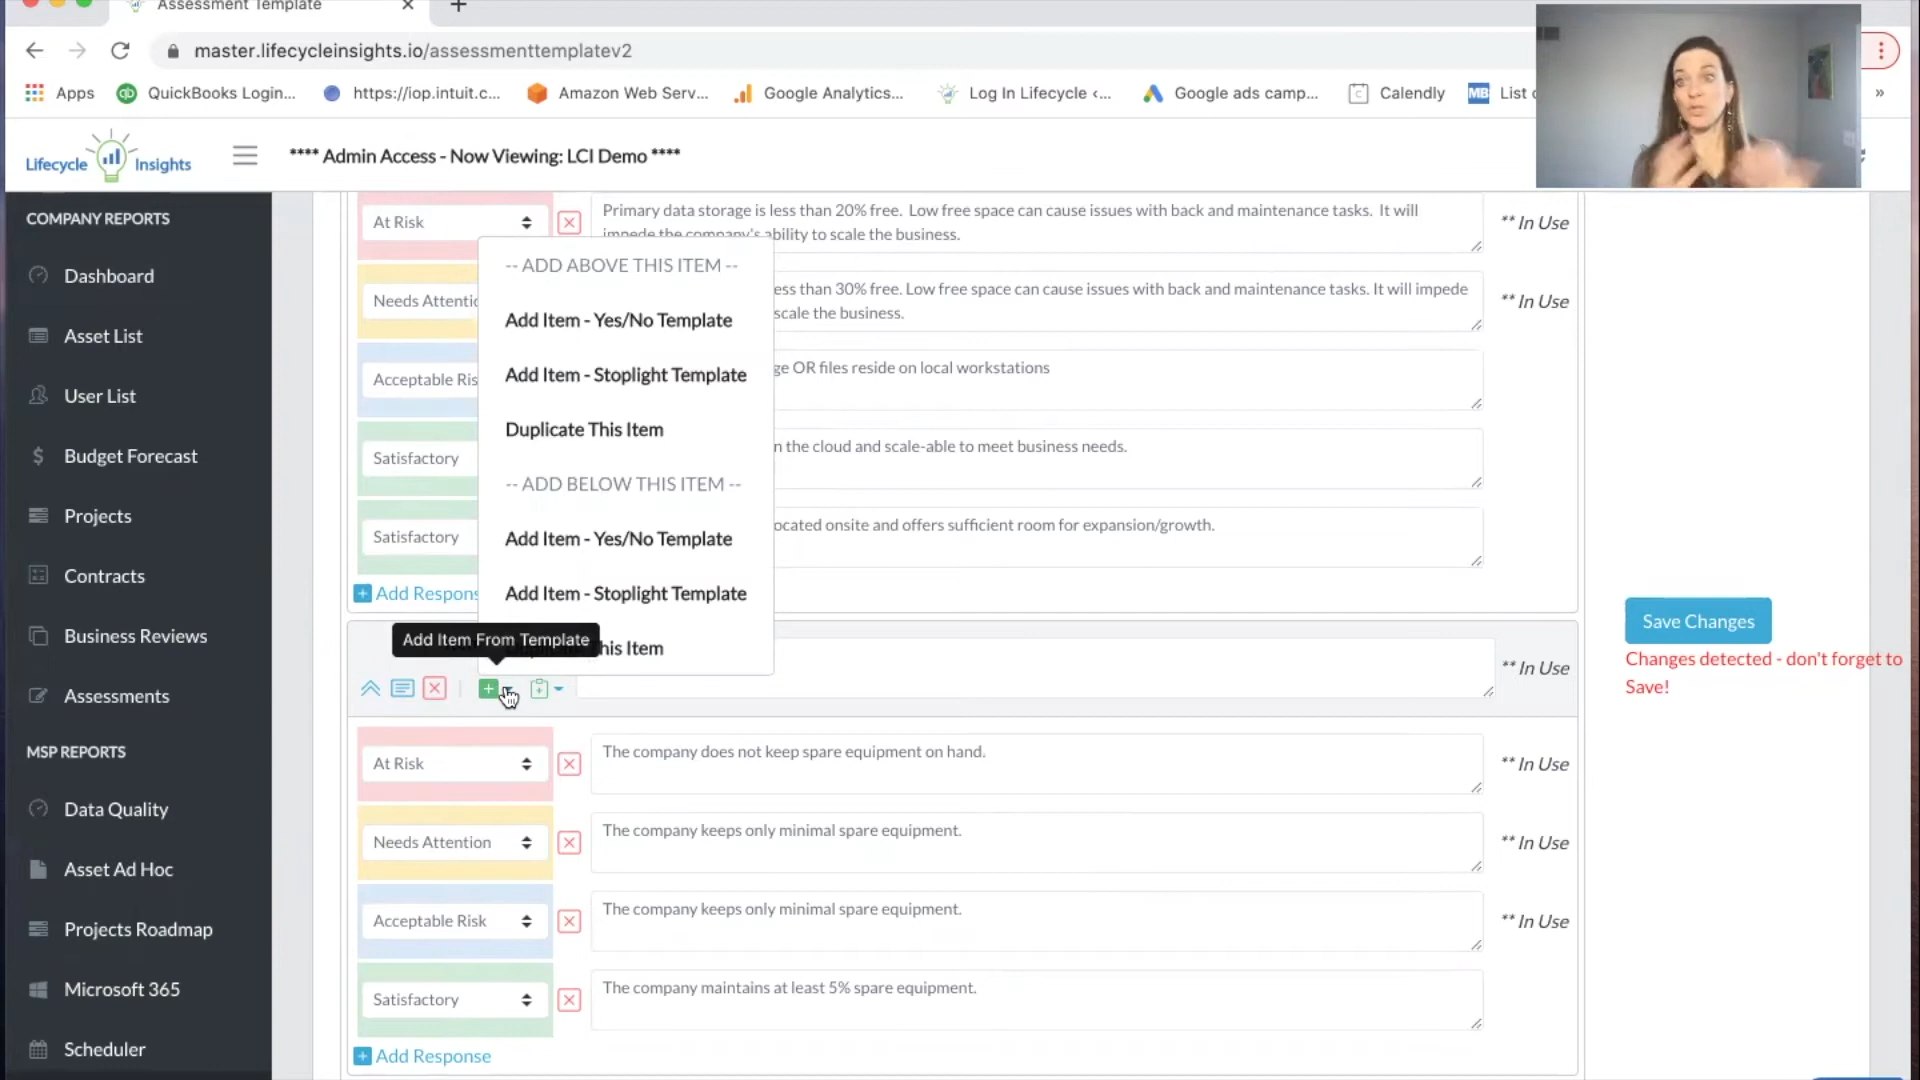 Assessment Template
master.lifecycleinsights.io/assessmenttemplatev2
Apps
QuickBooks Login...
https://iop.intuit.c...
Amazon Web Serv...
Google Analytics...
Log In Lifecycle ‹...
Google ads camp...
Calendly
MB
List
»
Lifecycle Insights
**** Admin Access - Now Viewing: LCI Demo ****
COMPANY REPORTS
Dashboard
Asset List
User List
Budget Forecast
Projects
Contracts
Business Reviews
Assessments
MSP REPORTS
Data Quality
Asset Ad Hoc
Projects Roadmap
Microsoft 365
Scheduler
At Risk
Primary data storage is less than 20% free. Low free space can cause issues with back and maintenance tasks. It will
impede the company's ability to scale the business.
** In Use
-- ADD ABOVE THIS ITEM --
Add Item - Yes/No Template
Add Item - Stoplight Template
Duplicate This Item
-- ADD BELOW THIS ITEM --
Add Item - Yes/No Template
Add Item - Stoplight Template
This Item
Needs Attentio
ess than 30% free. Low free space can cause issues with back and maintenance tasks. It will impede
scale the business.
** In Use
Acceptable Ris
ge OR files reside on local workstations
Satisfactory
n the cloud and scale-able to meet business needs.
Satisfactory
ocated onsite and offers sufficient room for expansion/growth.
Add Respons
Add Item From Template
** In Use
At Risk
The company does not keep spare equipment on hand.
** In Use
Needs Attention
The company keeps only minimal spare equipment.
** In Use
Acceptable Risk
The company keeps only minimal spare equipment.
** In Use
Satisfactory
The company maintains at least 5% spare equipment.
Add Response
Save Changes
Changes detected - don't forget to
Save!